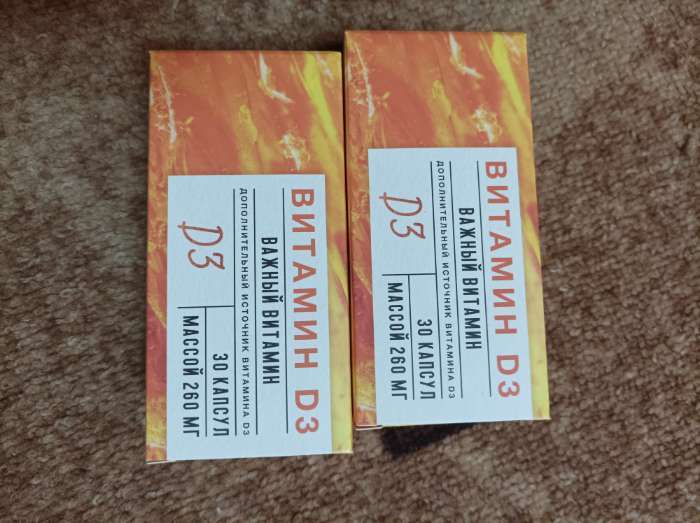 ВИТАМИН D3
ВАЖНЫЙ ВИТАМИН
ДОПОЛНИТЕЛЬНЫЙ ИСТОЧНИК ВИТАМИНА D3
D3
30 КАПСУЛ
МАССОЙ 260 МГ
ВИТАМИН D3
ВАЖНЫЙ ВИТАМИН
ДОПОЛНИТЕЛЬНЫЙ ИСТОЧНИК ВИТАМИНА D3
D3
30 КАПСУЛ
МАССОЙ 260 МГ